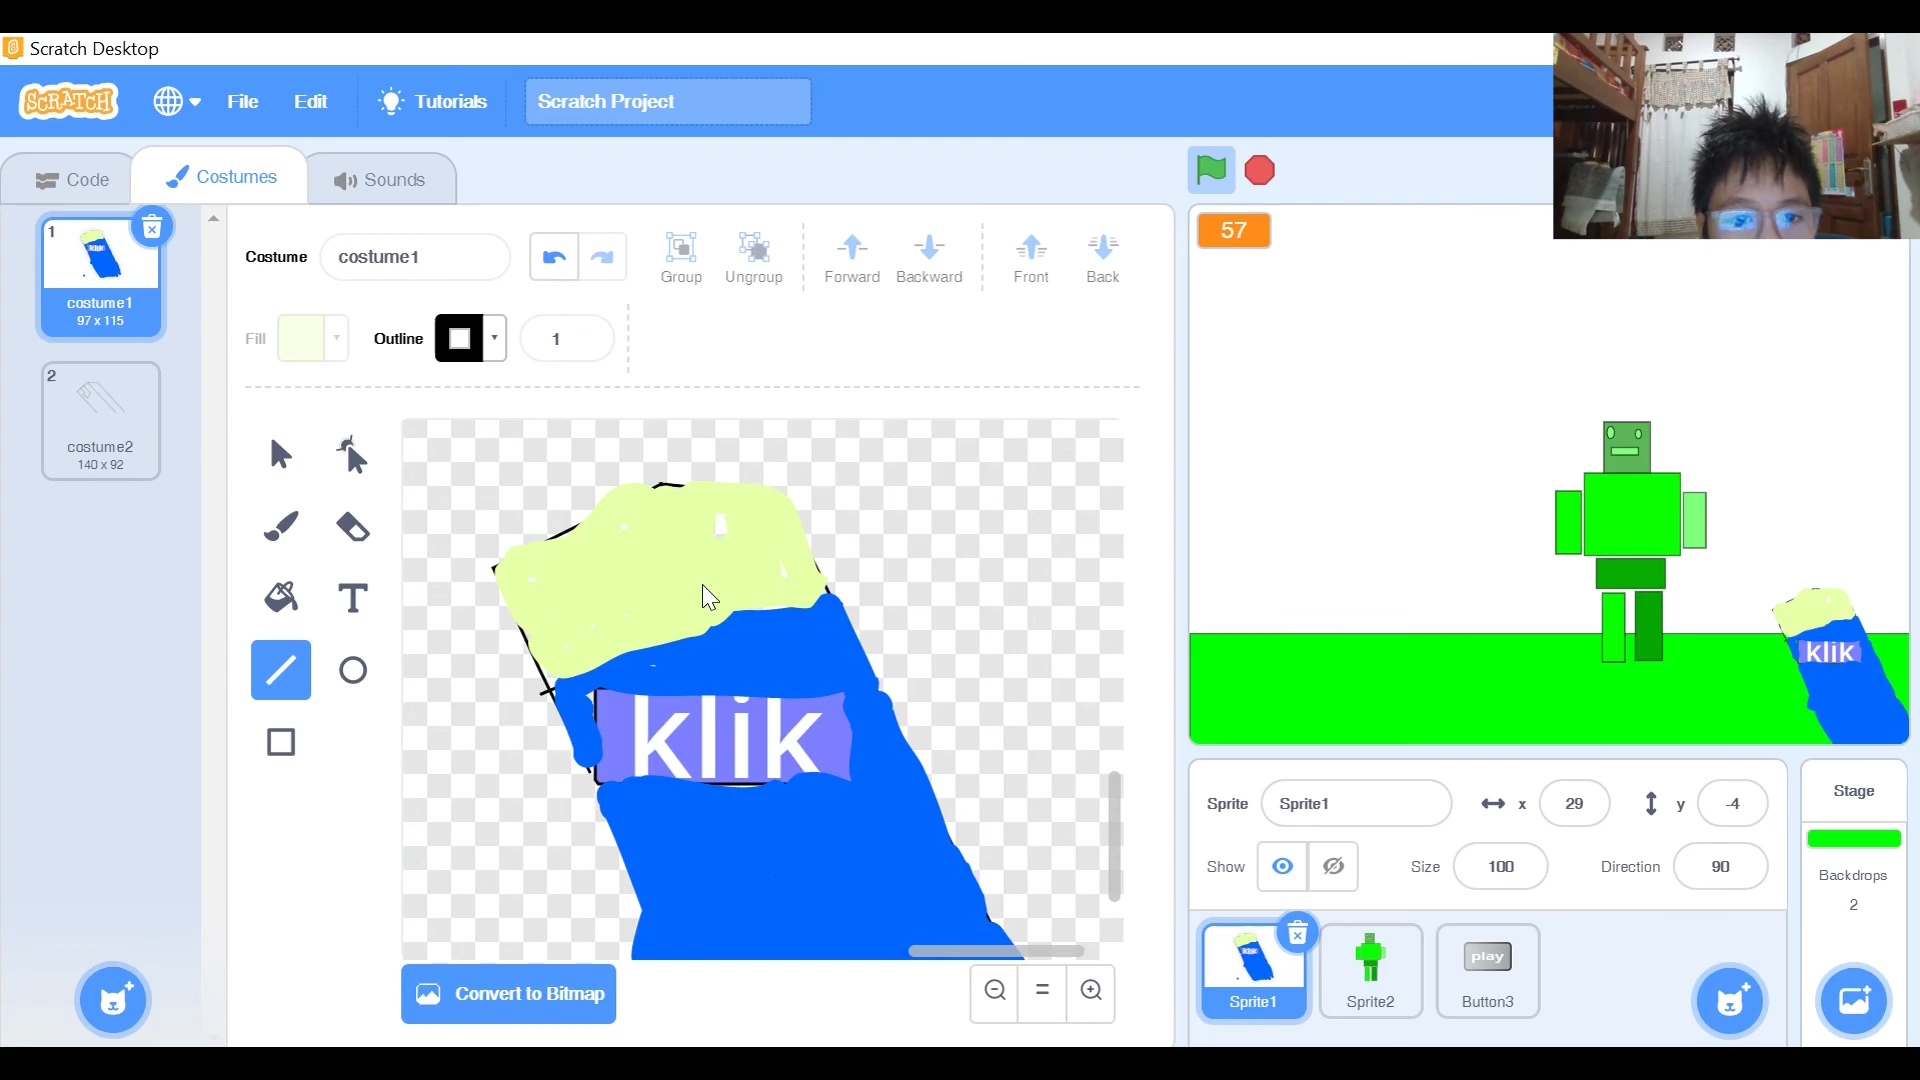 Scratch Desktop
SCRATCH
File
Edit
Tutorials
Scratch Project
Code
Costumes
Sounds
1
klik
costume1
97 x 115
2
costume2
140 x 92
Costume
costume1
Group
Ungroup
Forward
Backward
Front
Back
Fill
Outline
1
T
klik
Convert to Bitmap
57
klik
Sprite
Sprite1
x
29
y
-4
Show
Size
100
Direction
90
klik
Sprite1
Sprite2
play
Button3
Stage
Backdrops
2